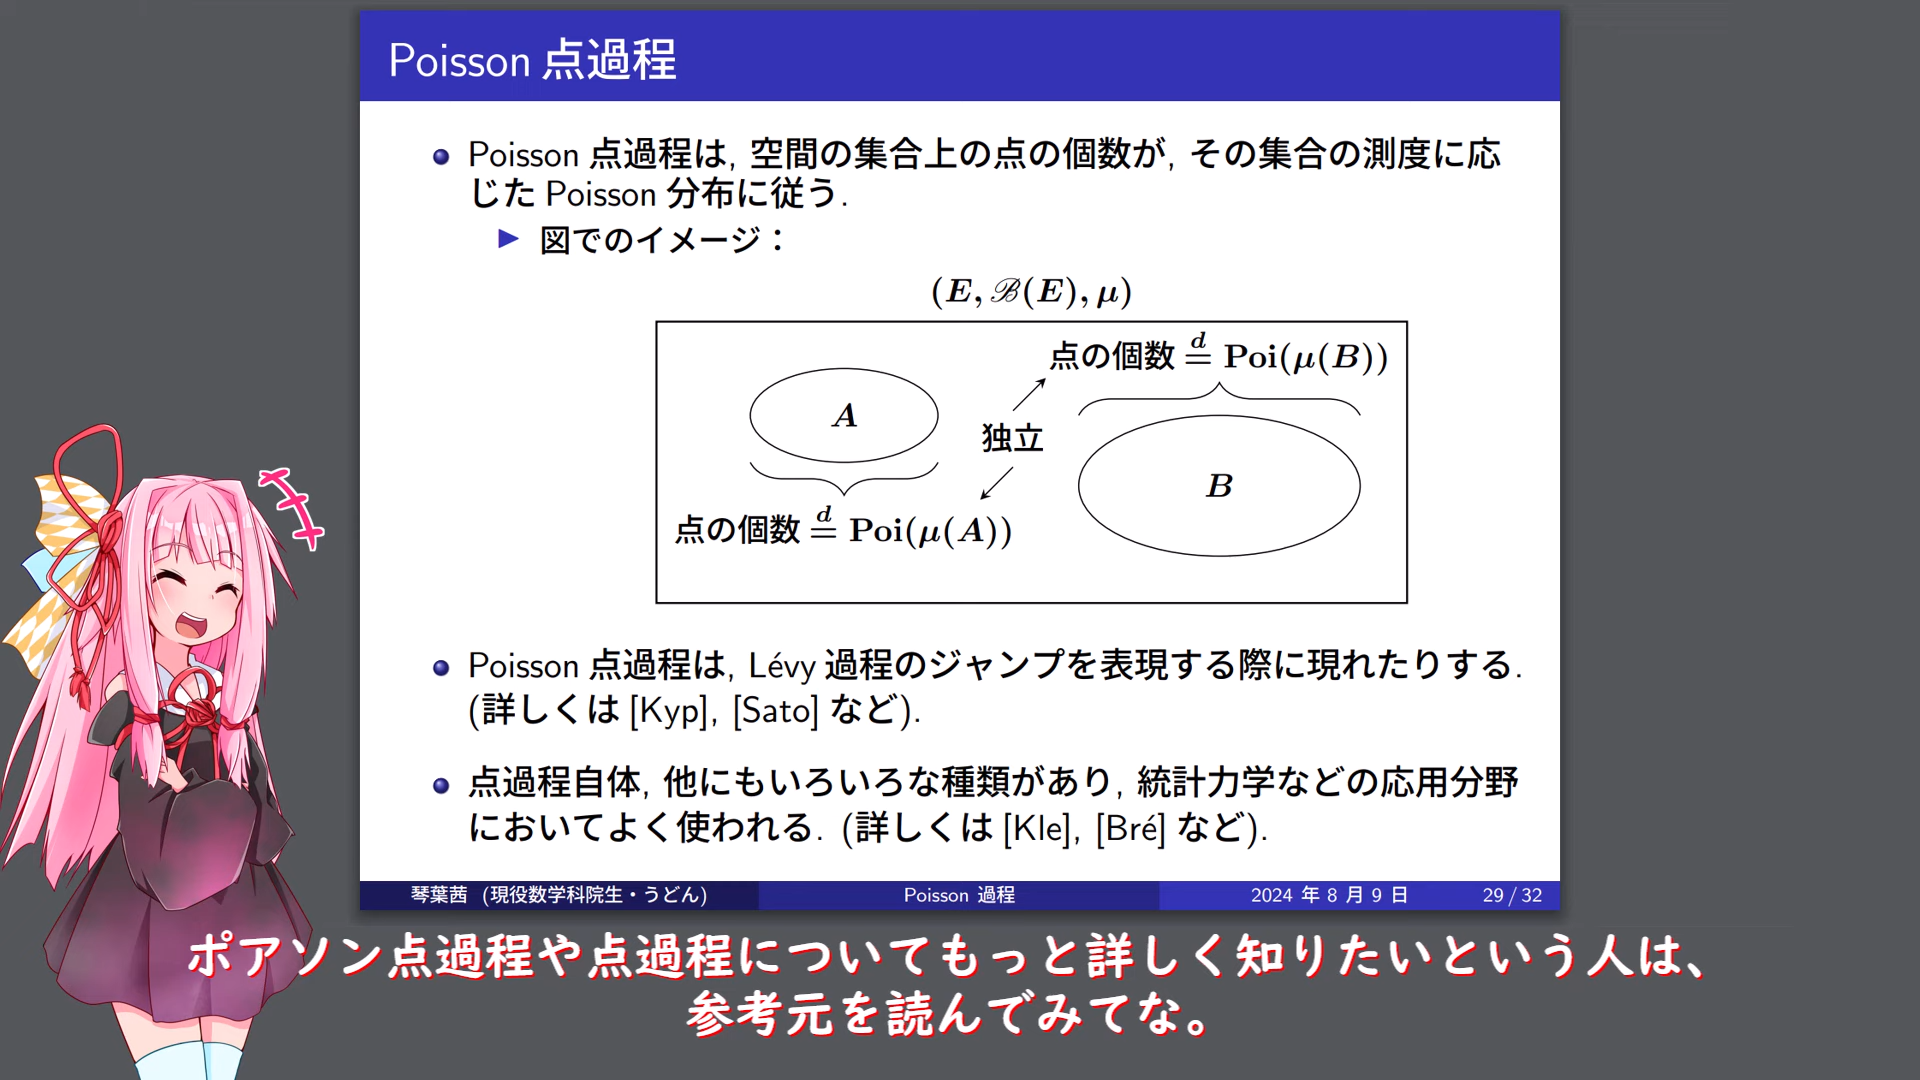 Poisson 点過程
Poisson 点過程は, 空間の集合上の点の個数が, その集合の測度に応
じた Poisson 分布に従う.
図でのイメージ：
(E, ℬ(E), μ)
点の個数 =^d Poi(μ(B))
A
独立
B
点の個数 =^d Poi(μ(A))
Poisson 点過程は, Lévy 過程のジャンプを表現する際に現れたりする.
(詳しくは [Kyp], [Sato] など).
点過程自体, 他にもいろいろな種類があり, 統計力学などの応用分野
においてよく使われる. (詳しくは [Kle], [Bré] など).
琴葉茜 (現役数学科院生・うどん) Poisson 過程 2024 年 8 月 9 日 29 / 32
ポアソン点過程や点過程についてもっと詳しく知りたいという人は、
参考元を読んでみてな。